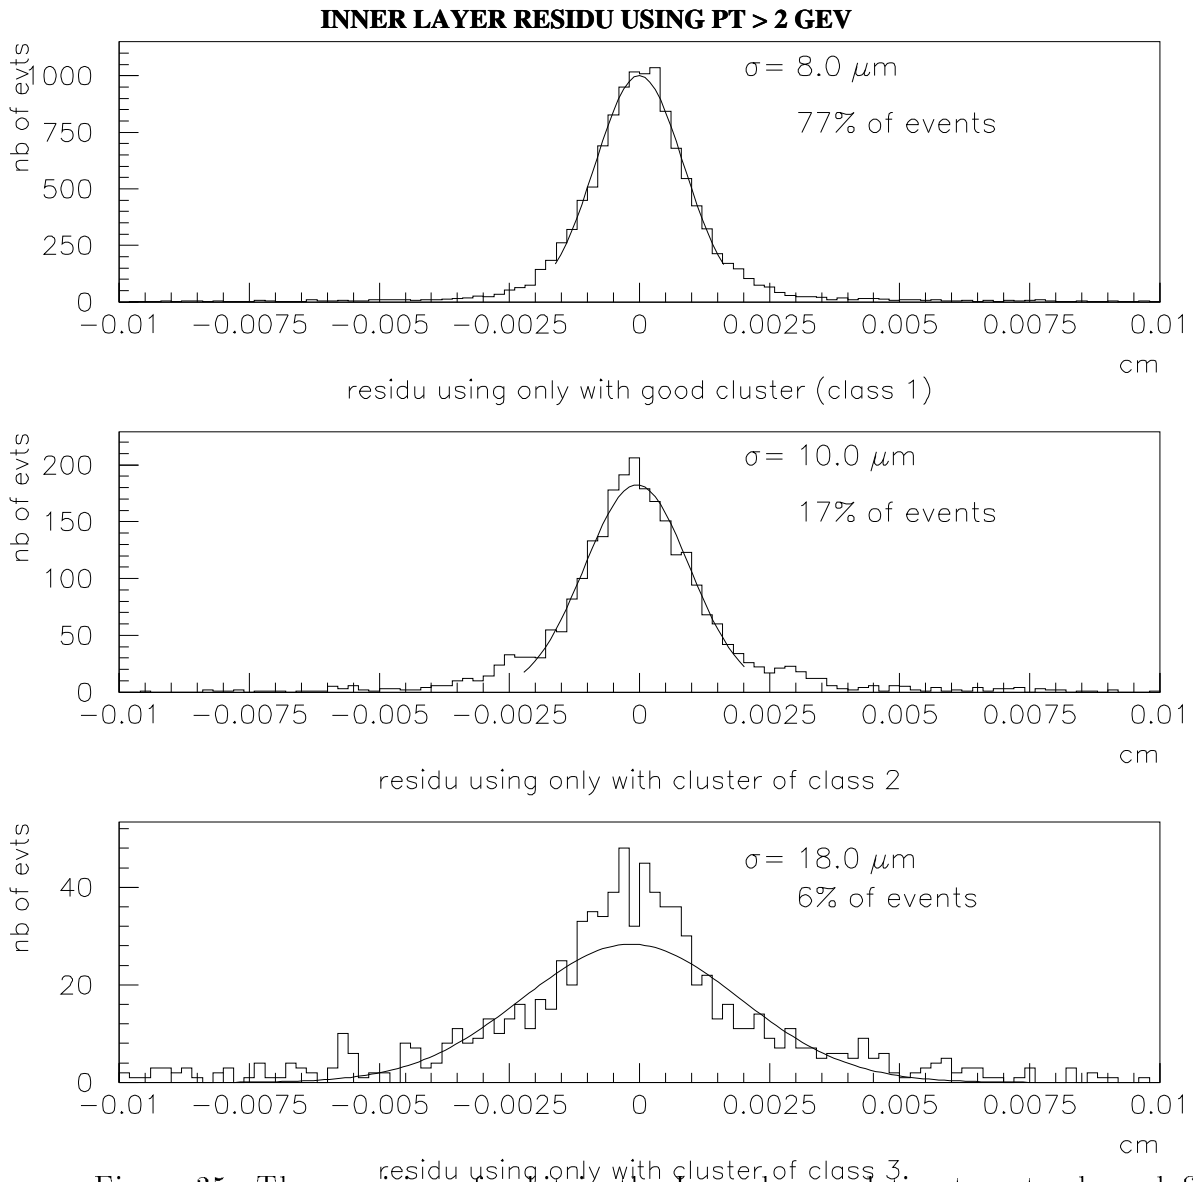 INNER LAYER RESIDU USING PT > 2 GEV
nb of evts
1000
750
500
250
0
σ= 8.0 μm
77% of events
−0.01 −0.0075 −0.005 −0.0025 0 0.0025 0.005 0.0075 0.01
cm
residu using only with good cluster (class 1)
nb of evts
200
150
100
50
0
σ= 10.0 μm
17% of events
−0.01 −0.0075 −0.005 −0.0025 0 0.0025 0.005 0.0075 0.01
cm
residu using only with cluster of class 2
nb of evts
40
20
0
σ= 18.0 μm
6% of events
−0.01 −0.0075 −0.005 −0.0025 0 0.0025 0.005 0.0075 0.01
cm
residu using only with cluster of class 3